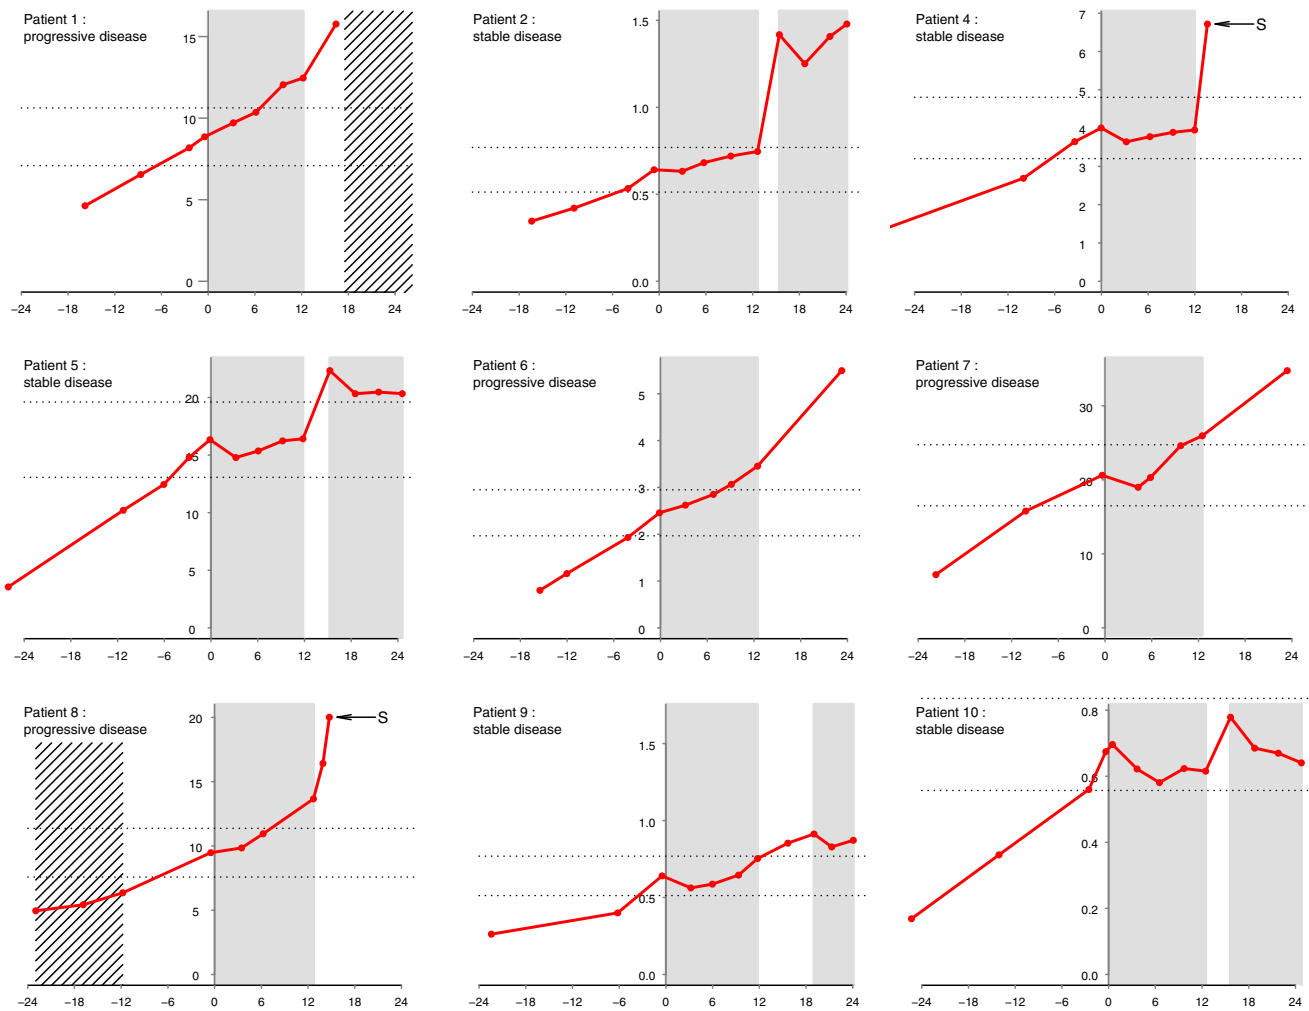 Patient 1 :
progressive disease
15
10
5
0
−24 −18 −12 −6 0 6 12 18 24
Patient 2 :
stable disease
1.5
1.0
0.5
0.0
−24 −18 −12 −6 0 6 12 18 24
Patient 4 :
stable disease
S
7
6
5
4
3
2
1
0
−24 −18 −12 −6 0 6 12 18 24
Patient 5 :
stable disease
20
15
10
5
0
−24 −18 −12 −6 0 6 12 18 24
Patient 6 :
progressive disease
5
4
3
2
1
0
−24 −18 −12 −6 0 6 12 18 24
Patient 7 :
progressive disease
30
20
10
0
−24 −18 −12 −6 0 6 12 18 24
Patient 8 :
progressive disease
S
20
15
10
5
0
−24 −18 −12 −6 0 6 12 18 24
Patient 9 :
stable disease
1.5
1.0
0.5
0.0
−24 −18 −12 −6 0 6 12 18 24
Patient 10 :
stable disease
0.8
0.6
0.4
0.2
0.0
−24 −18 −12 −6 0 6 12 18 24